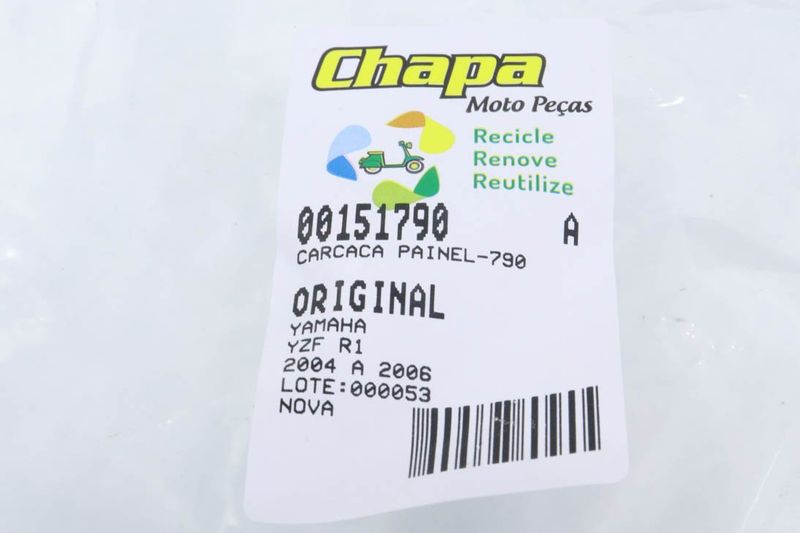 Chapa
Moto Peças
Recicle
Renove
Reutilize
00151790 A
CARCACA PAINEL-790
ORIGINAL
YAMAHA
YZF R1
2004 A 2006
LOTE:000053
NOVA